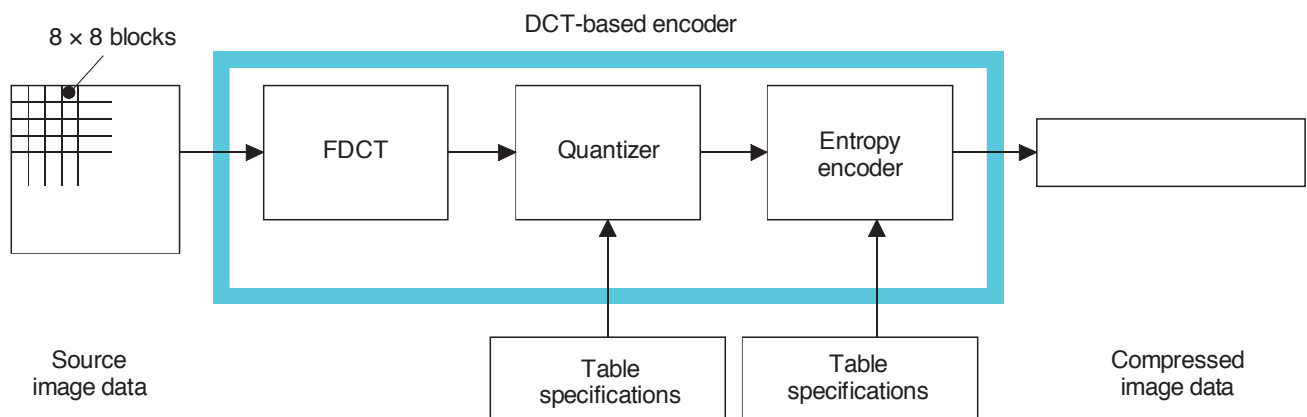 DCT-based encoder
8 × 8 blocks
FDCT
Quantizer
Entropy
encoder
Source
image data
Table
specifications
Table
specifications
Compressed
image data